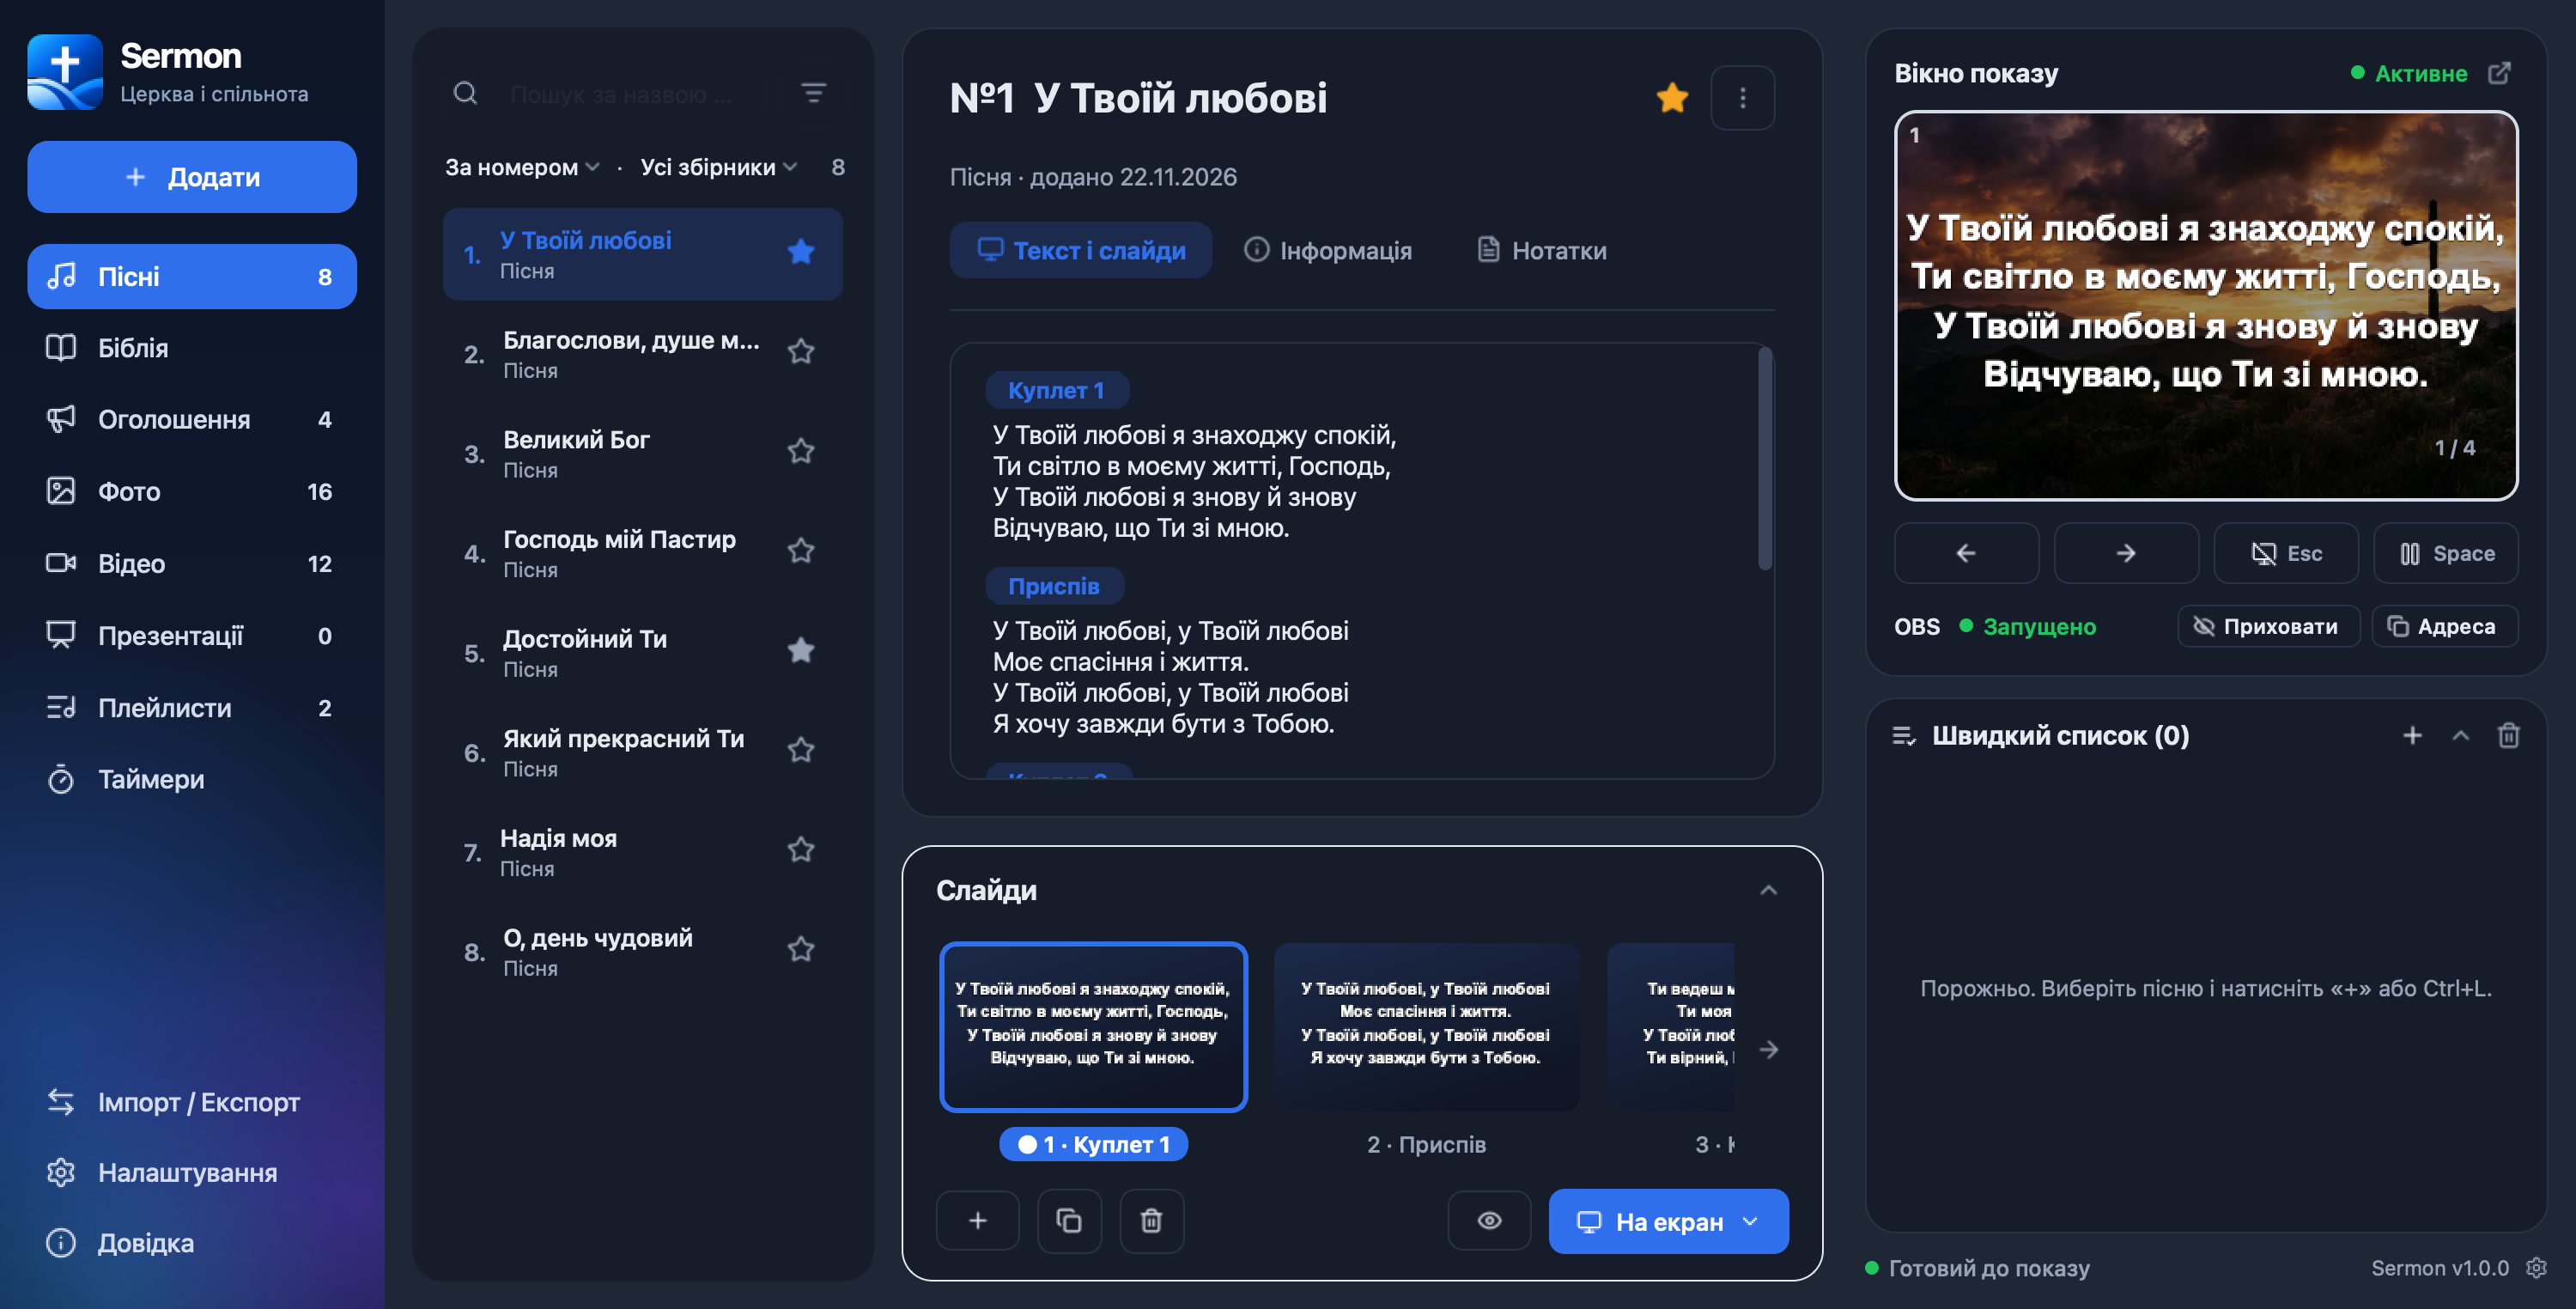 Sermon
Церква і спільнота
Додати
Пісні 8
Біблія
Оголошення 4
Фото 16
Відео 12
Презентації 0
Плейлисти 2
Таймери
Імпорт / Експорт
Налаштування
Довідка
Пошук за назвою ...
За номером · Усі збірники 8
1. У Твоїй любові
Пісня
2. Благослови, душе м...
Пісня
3. Великий Бог
Пісня
4. Господь мій Пастир
Пісня
5. Достойний Ти
Пісня
6. Який прекрасний Ти
Пісня
7. Надія моя
Пісня
8. О, день чудовий
Пісня
№1 У Твоїй любові
Пісня · додано 22.11.2026
Текст і слайди Інформація Нотатки
Куплет 1
У Твоїй любові я знаходжу спокій,
Ти світло в моєму житті, Господь,
У Твоїй любові я знову й знову
Відчуваю, що Ти зі мною.
Приспів
У Твоїй любові, у Твоїй любові
Моє спасіння і життя.
У Твоїй любові, у Твоїй любові
Я хочу завжди бути з Тобою.
Слайди
У Твоїй любові я знаходжу спокій,
Ти світло в моєму житті, Господь,
У Твоїй любові я знову й знову
Відчуваю, що Ти зі мною.
1 · Куплет 1
У Твоїй любові, у Твоїй любові
Моє спасіння і життя.
У Твоїй любові, у Твоїй любові
Я хочу завжди бути з Тобою.
2 · Приспів
Ти ведеш
Ти моя
У Твоїй
Ти вірний,
3 ·
На екран
Вікно показу Активне
1
У Твоїй любові я знаходжу спокій,
Ти світло в моєму житті, Господь,
У Твоїй любові я знову й знову
Відчуваю, що Ти зі мною.
1 / 4
Esc Space
OBS Запущено Приховати Адреса
Швидкий список (0)
Порожньо. Виберіть пісню і натисніть «+» або Ctrl+L.
Готовий до показу Sermon v1.0.0